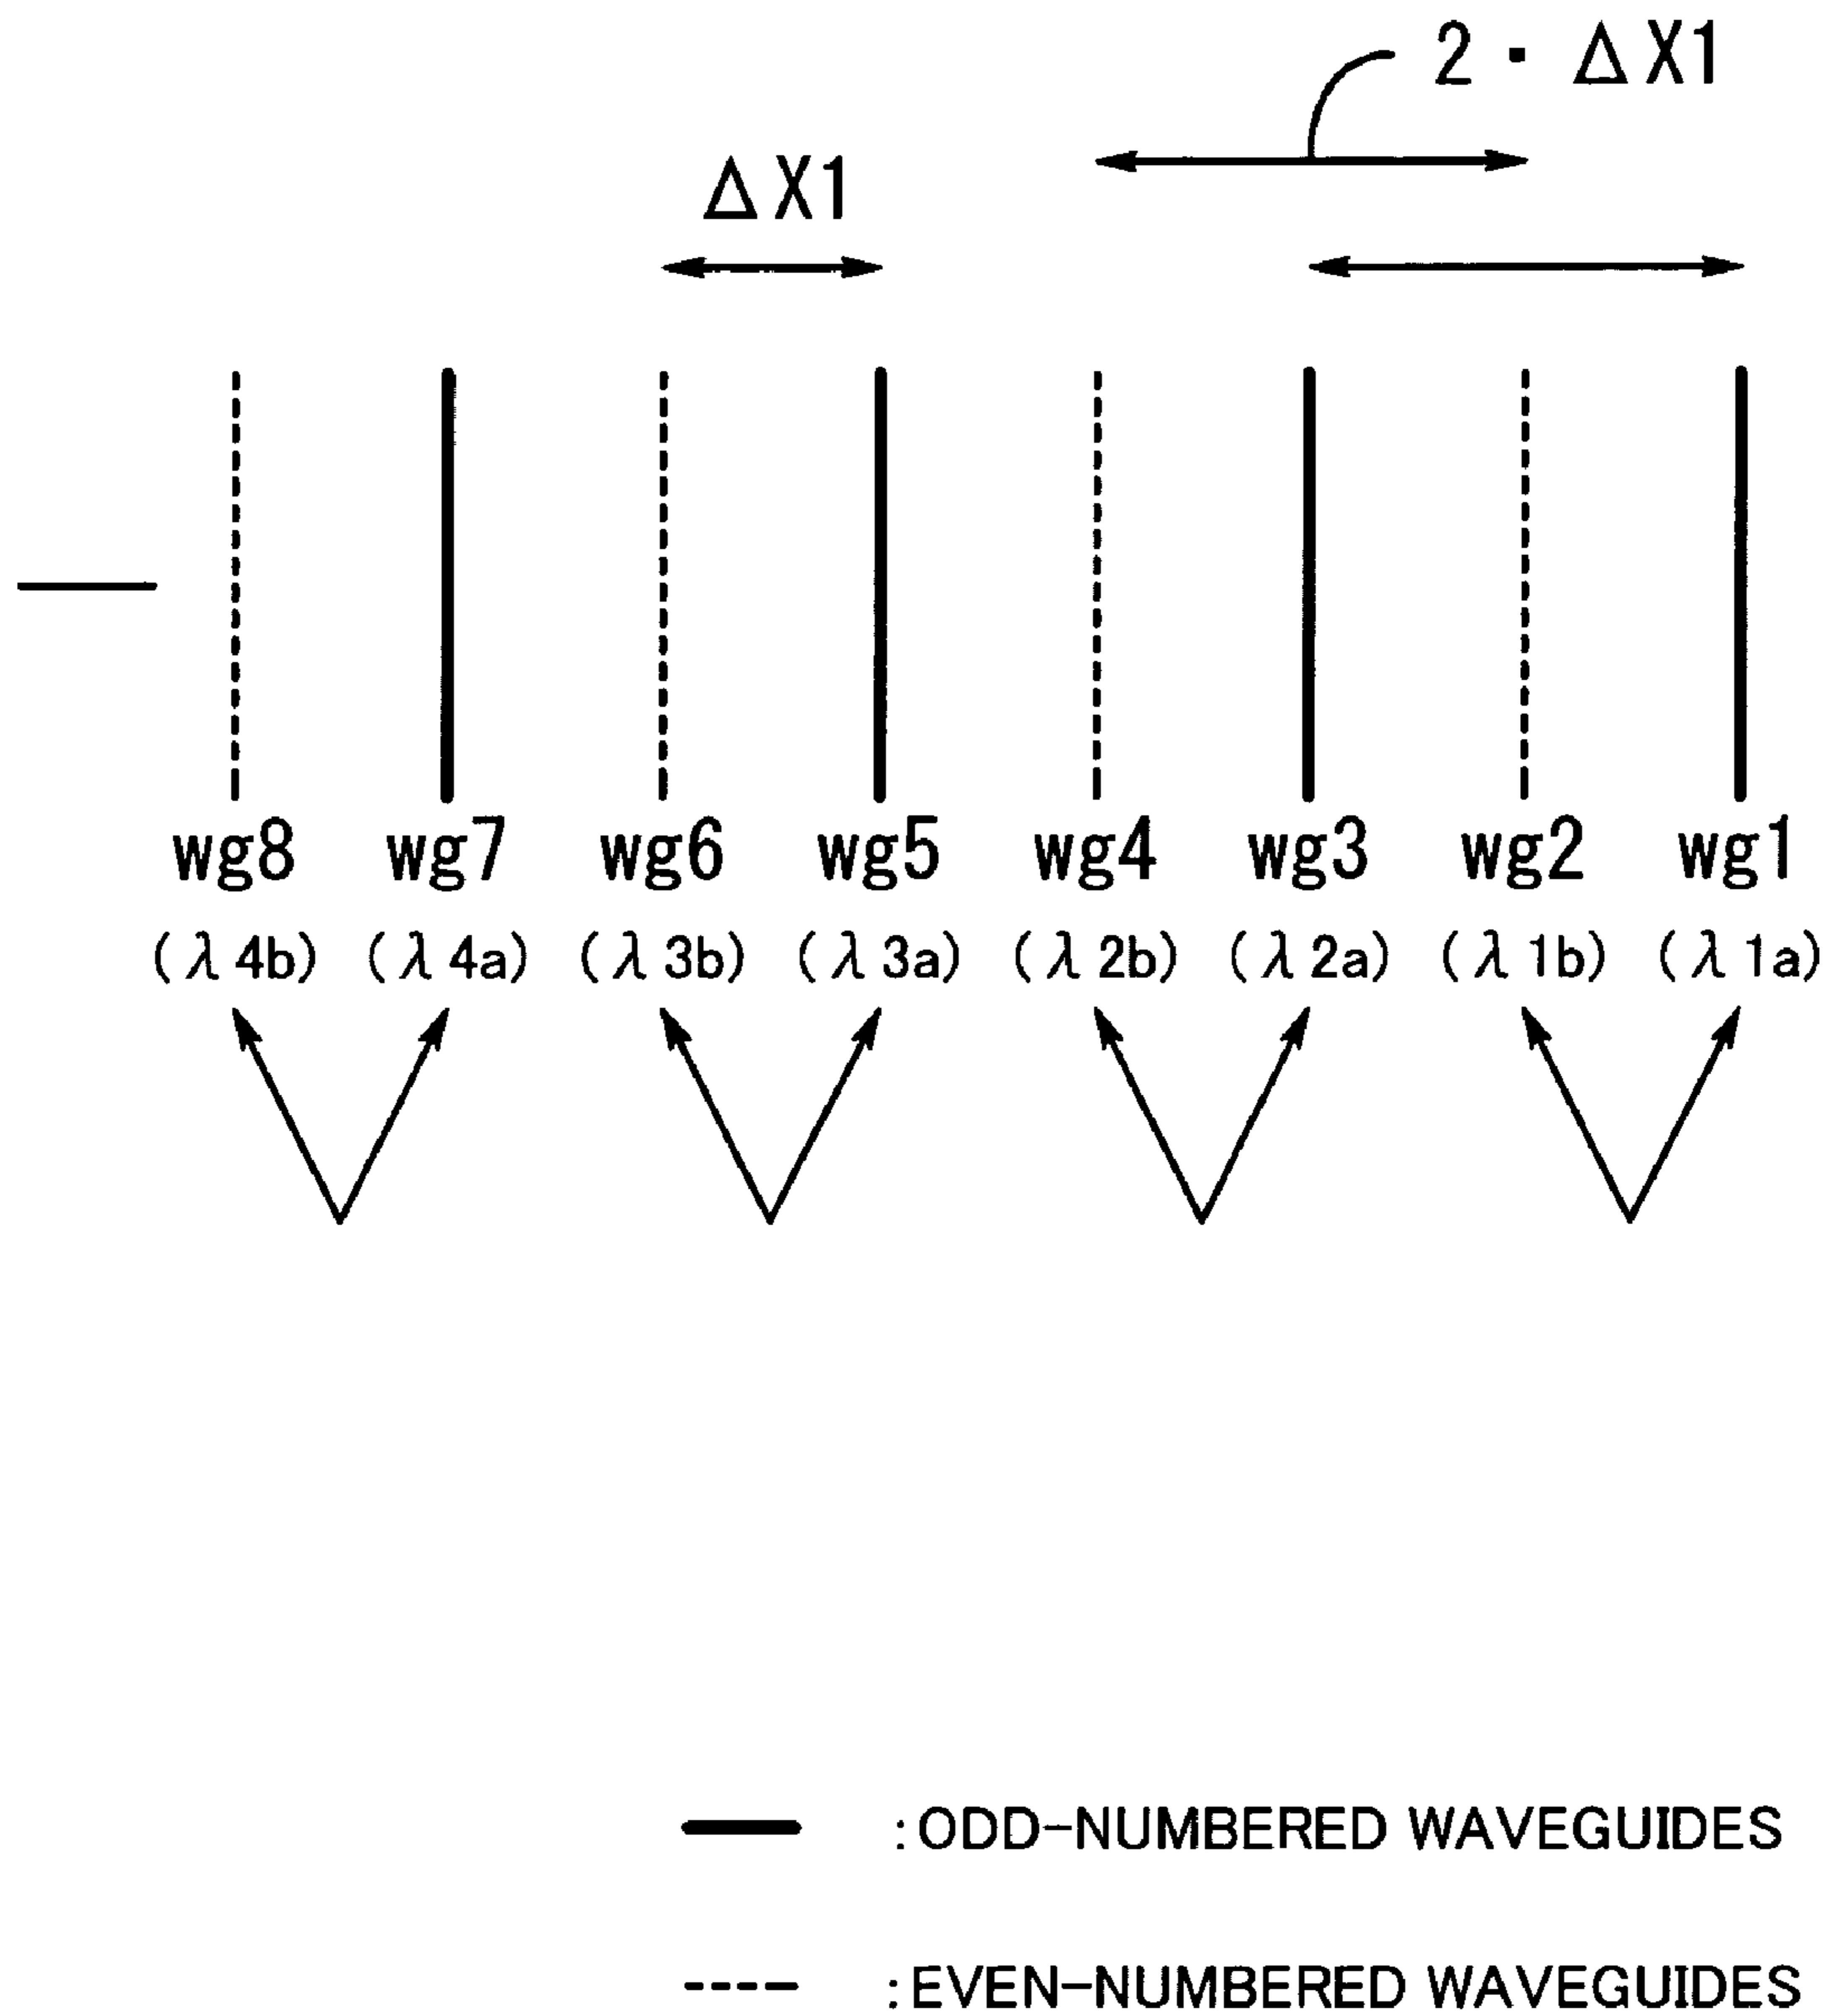 2・ΔX1
ΔX1
wg8 wg7 wg6 wg5 wg4 wg3 wg2 wg1
(λ4b) (λ4a) (λ3b) (λ3a) (λ2b) (λ2a) (λ1b) (λ1a)
:ODD-NUMBERED WAVEGUIDES
:EVEN-NUMBERED WAVEGUIDES